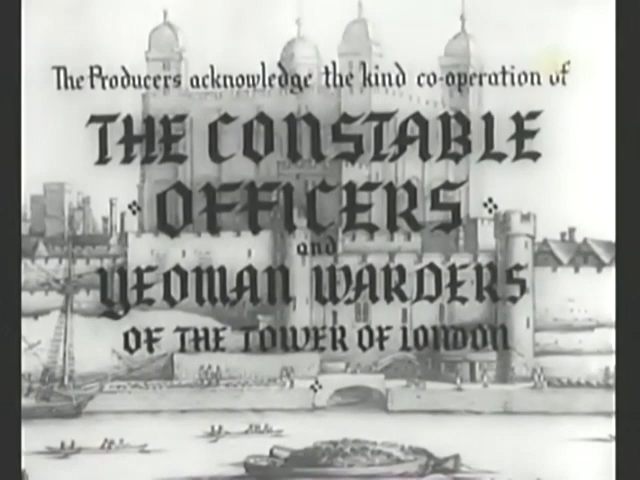 The Producers acknowledge the kind co-operation of
THE CONSTABLE
OFFICERS
and
YEOMAN WARDERS
OF THE TOWER OF LONDON